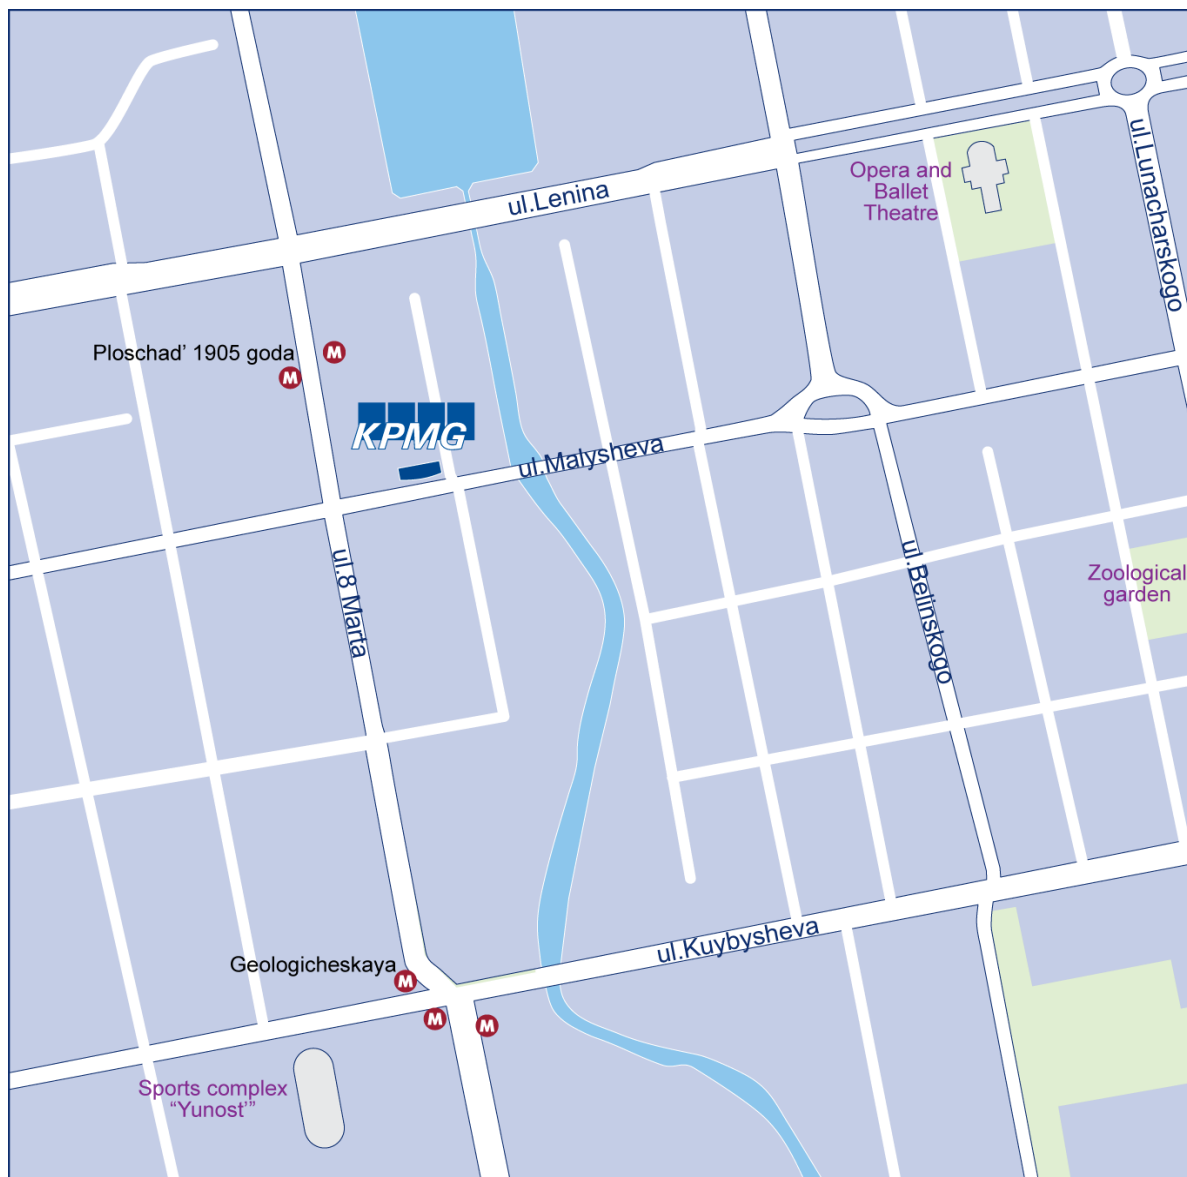 ul.Lunacharskogo
Opera and
Ballet
Theatre
ul.Lenina
Ploschad' 1905 goda
M
M
KPMG
ul.Malysheva
ul.8 Marta
ul.Belinskogo
Zoological
garden
ul.Kuybysheva
Geologicheskaya
M
M
M
Sports complex
“Yunost’”